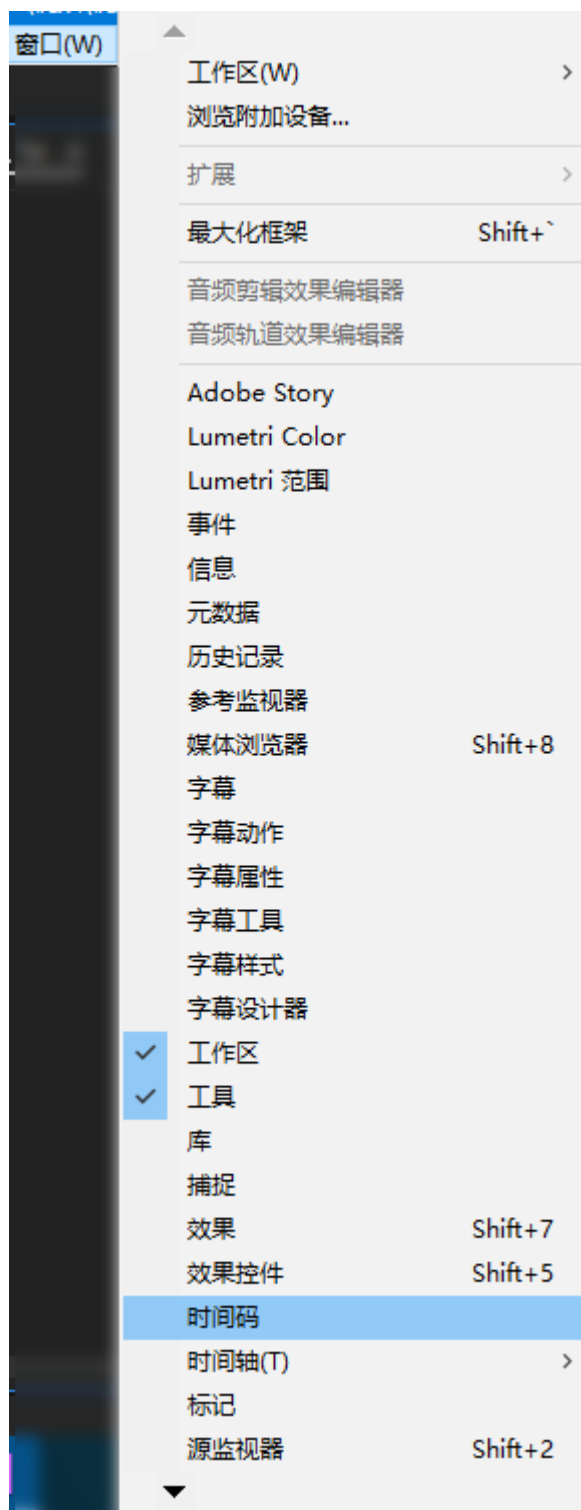 窗口(W)
工作区(W)
浏览附加设备...
扩展
最大化框架 Shift+`
音频剪辑效果编辑器
音频轨道效果编辑器
Adobe Story
Lumetri Color
Lumetri 范围
事件
信息
元数据
历史记录
参考监视器
媒体浏览器 Shift+8
字幕
字幕动作
字幕属性
字幕工具
字幕样式
字幕设计器
工作区
工具
库
捕捉
效果 Shift+7
效果控件 Shift+5
时间码
时间轴(T)
标记
源监视器 Shift+2